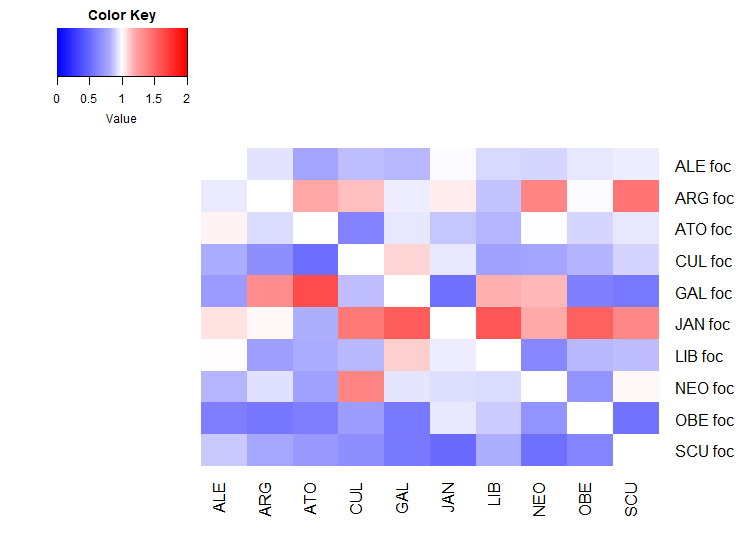 Color Key
0 0.5 1 1.5 2
Value
ALE foc
ARG foc
ATO foc
CUL foc
GAL foc
JAN foc
LIB foc
NEO foc
OBE foc
SCU foc
ALE ARG ATO CUL GAL JAN LIB NEO OBE SCU